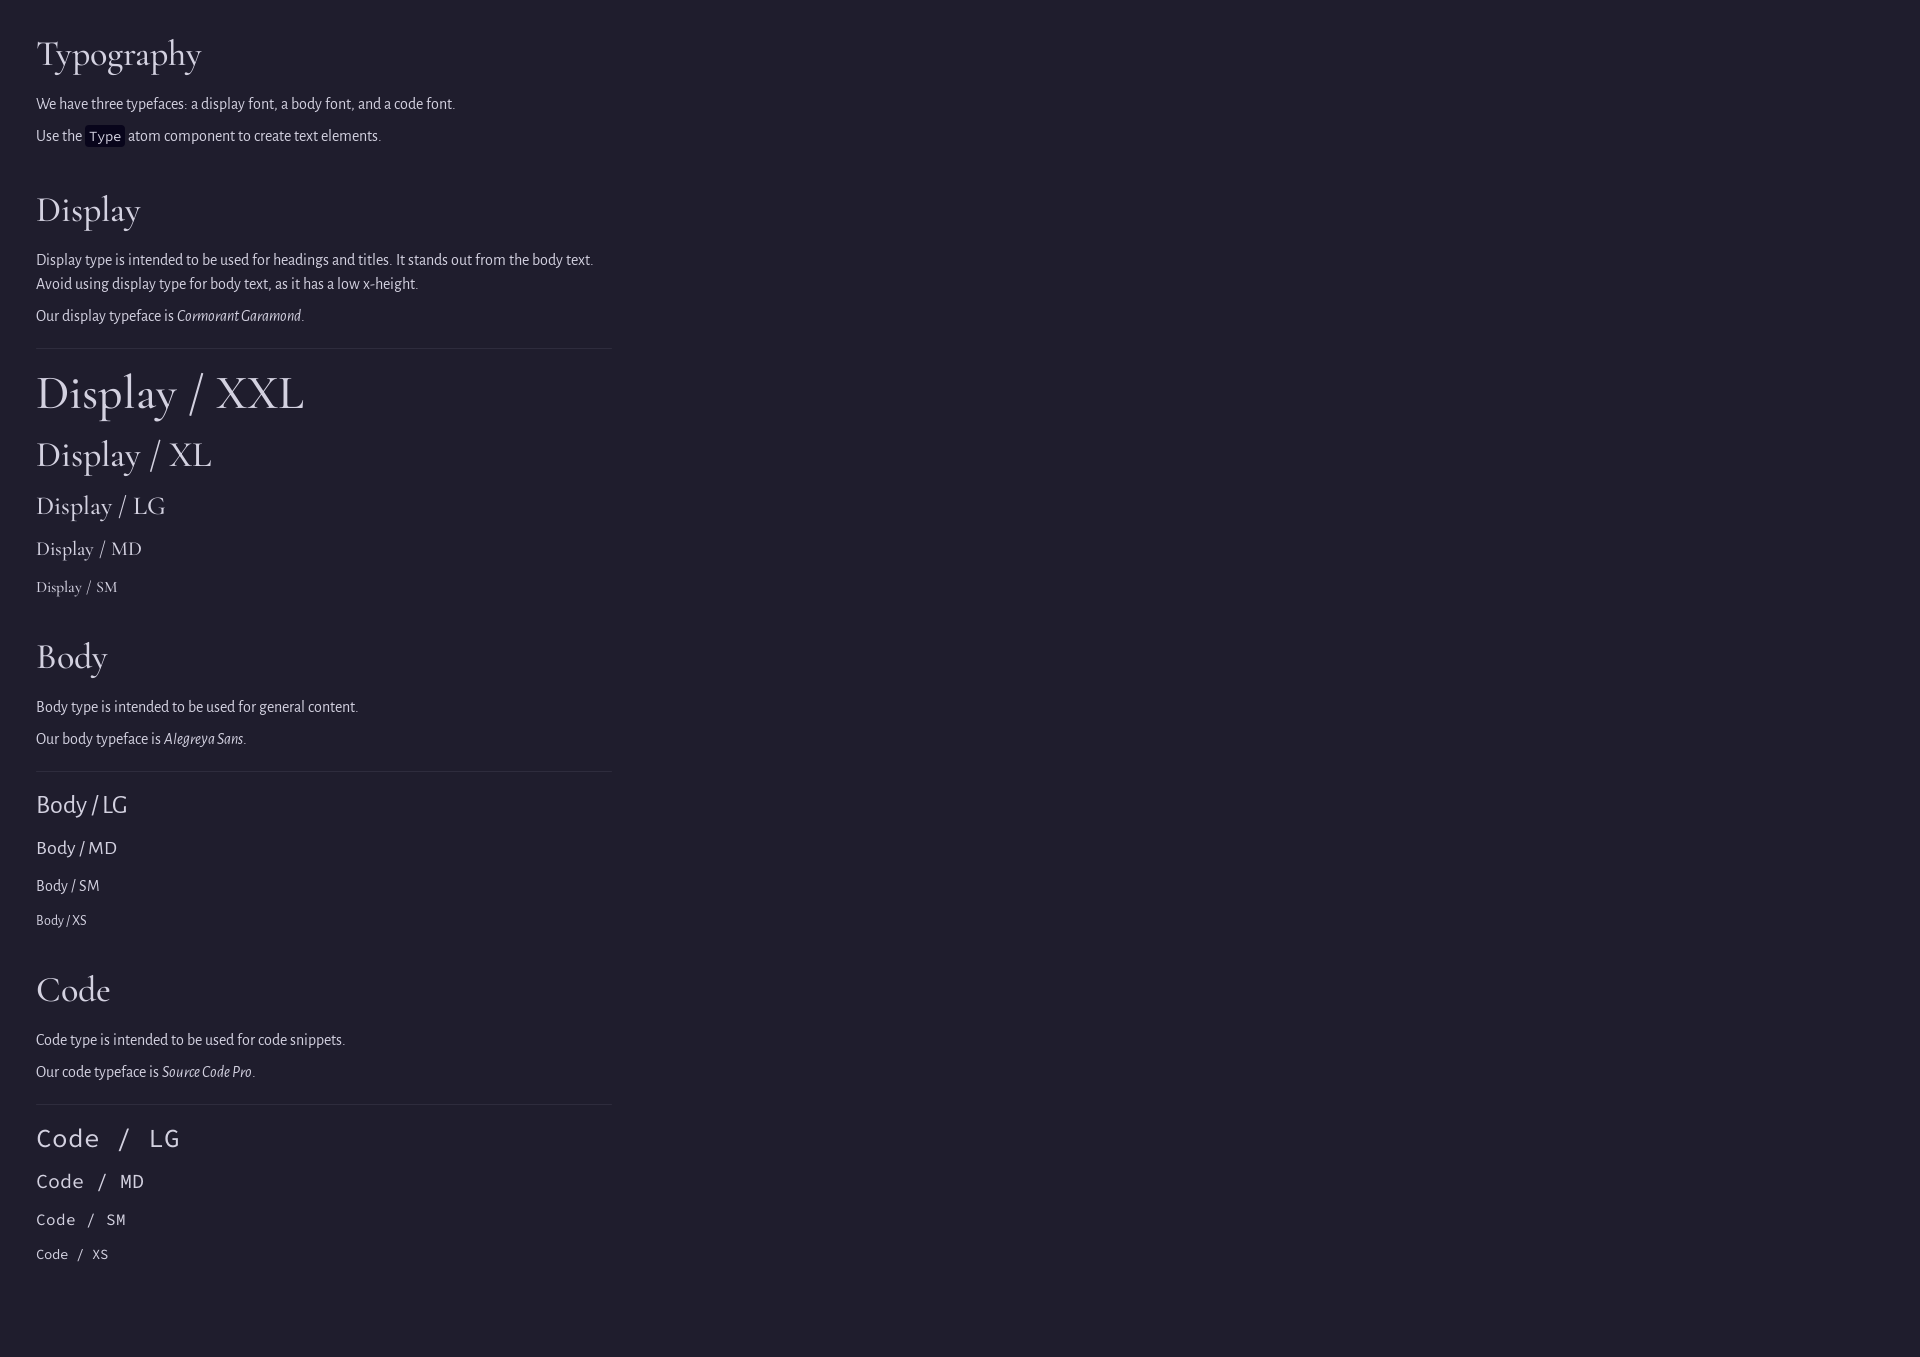 Typography
We have three typefaces: a display font, a body font, and a code font.
Use the Type atom component to create text elements.
Display
Display type is intended to be used for headings and titles. It stands out from the body text.
Avoid using display type for body text, as it has a low x-height.
Our display typeface is Cormorant Garamond.
Display / XXL
Display / XL
Display / LG
Display / MD
Display / SM
Body
Body type is intended to be used for general content.
Our body typeface is Alegreya Sans.
Body / LG
Body / MD
Body / SM
Body / XS
Code
Code type is intended to be used for code snippets.
Our code typeface is Source Code Pro.
Code / LG
Code / MD
Code / SM
Code / XS